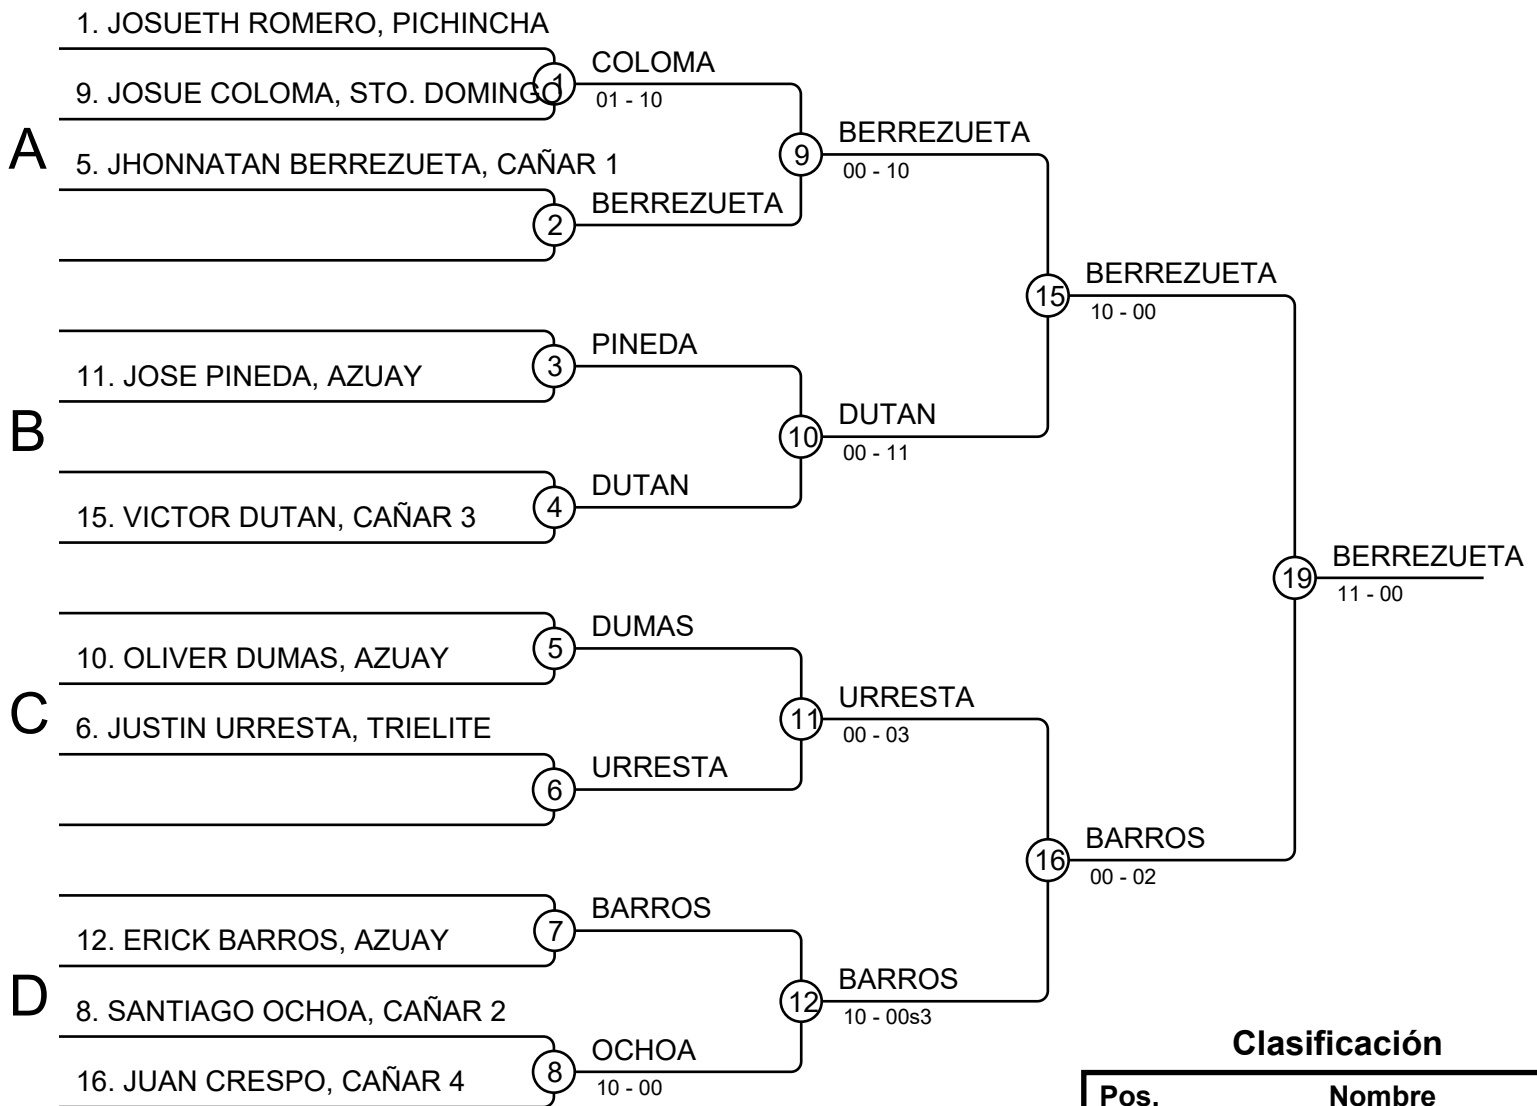 1. JOSUETH ROMERO, PICHINCHA
9. JOSUE COLOMA, STO. DOMINGO
1
COLOMA
01 - 10
A
5. JHONNATAN BERREZUETA, CAÑAR 1
2
BERREZUETA
9
BERREZUETA
00 - 10
11. JOSE PINEDA, AZUAY
3
PINEDA
B
15. VICTOR DUTAN, CAÑAR 3
4
DUTAN
10
DUTAN
00 - 11
15
BERREZUETA
10 - 00
10. OLIVER DUMAS, AZUAY
5
DUMAS
C
6. JUSTIN URRESTA, TRIELITE
6
URRESTA
11
URRESTA
00 - 03
12. ERICK BARROS, AZUAY
7
BARROS
D
8. SANTIAGO OCHOA, CAÑAR 2
16. JUAN CRESPO, CAÑAR 4
8
OCHOA
10 - 00
12
BARROS
10 - 00s3
16
BARROS
00 - 02
19
BERREZUETA
11 - 00
Clasificación
Pos. Nombre